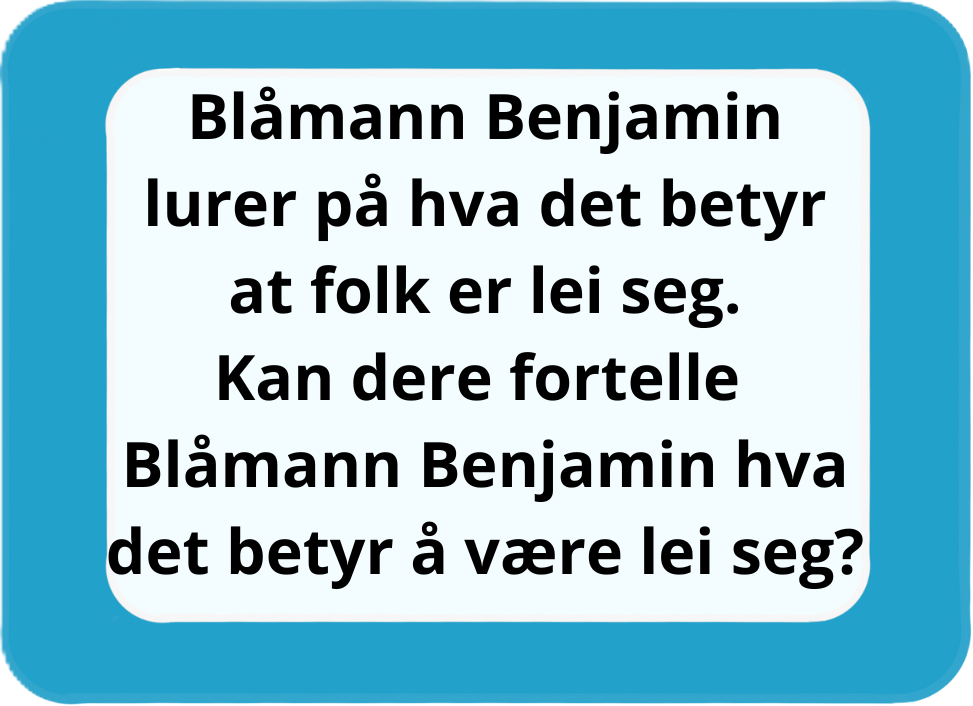 Blåmann Benjamin
lurer på hva det betyr
at folk er lei seg.
Kan dere fortelle
Blåmann Benjamin hva
det betyr å være lei seg?